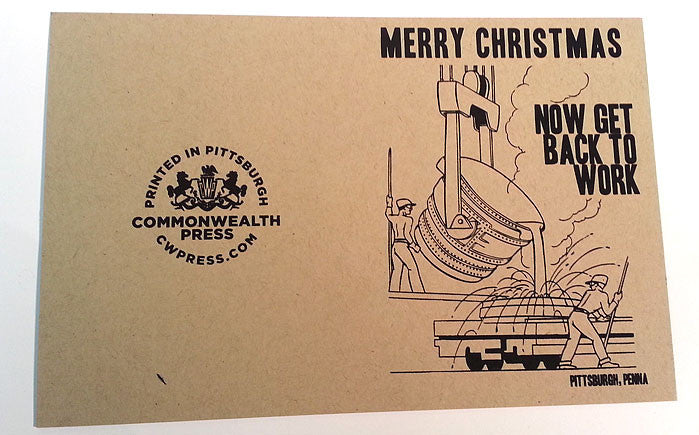 PRINTED IN PITTSBURGH
COMMONWEALTH
PRESS
CWPRESS.COM
MERRY CHRISTMAS
NOW GET
BACK TO
WORK
PITTSBURGH, PENNA